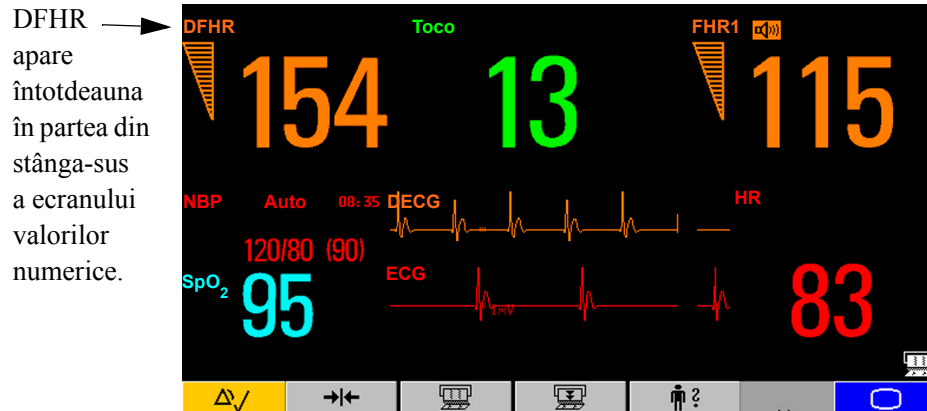 DFHR
apare
întotdeauna
în partea din
stânga-sus
a ecranului
valorilor
numerice.
DFHR Toco FHR1
154 13 115
NBP Auto 08:35 DECG HR
120/80 (90)
ECG
SpO2
95 83
1mV
?